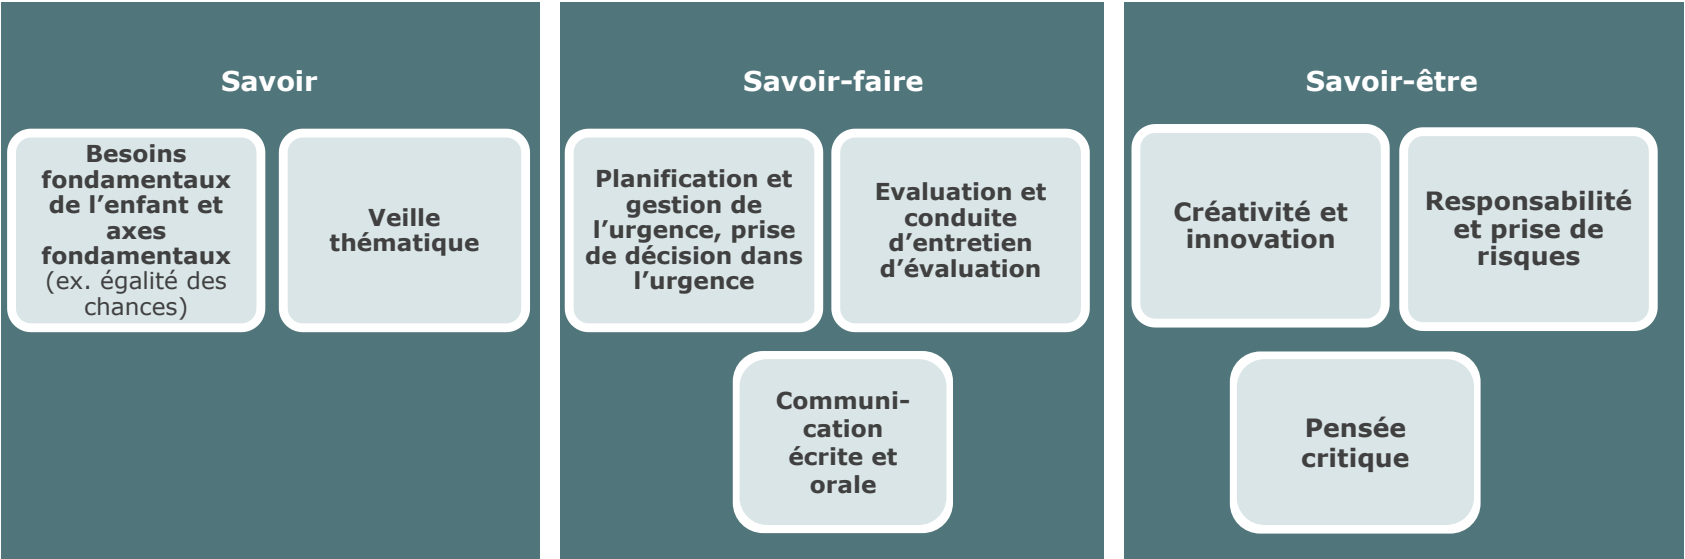 Savoir
Besoins
fondamentaux
de l’enfant et
axes
fondamentaux
(ex. égalité des
chances)
Veille
thématique
Savoir-faire
Planification et
gestion de
l’urgence, prise
de décision dans
l’urgence
Evaluation et
conduite
d’entretien
d’évaluation
Communi-
cation
écrite et
orale
Savoir-être
Créativité et
innovation
Responsabilité
et prise de
risques
Pensée
critique